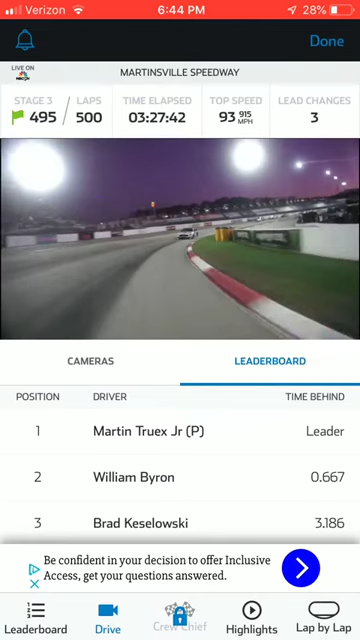 Verizon 6:44 PM 28%
Done
LIVE ON MARTINSVILLE SPEEDWAY
STAGE 3 LAPS TIME ELAPSED TOP SPEED LEAD CHANGES
495 / 500 03:27:42 93 915 MPH 3
CAMERAS LEADERBOARD
POSITION DRIVER TIME BEHIND
1 Martin Truex Jr (P) Leader
2 William Byron 0.667
3 Brad Keselowski 3.186
Be confident in your decision to offer Inclusive
Access, get your questions answered.
Leaderboard Drive Crew Chief Highlights Lap by Lap